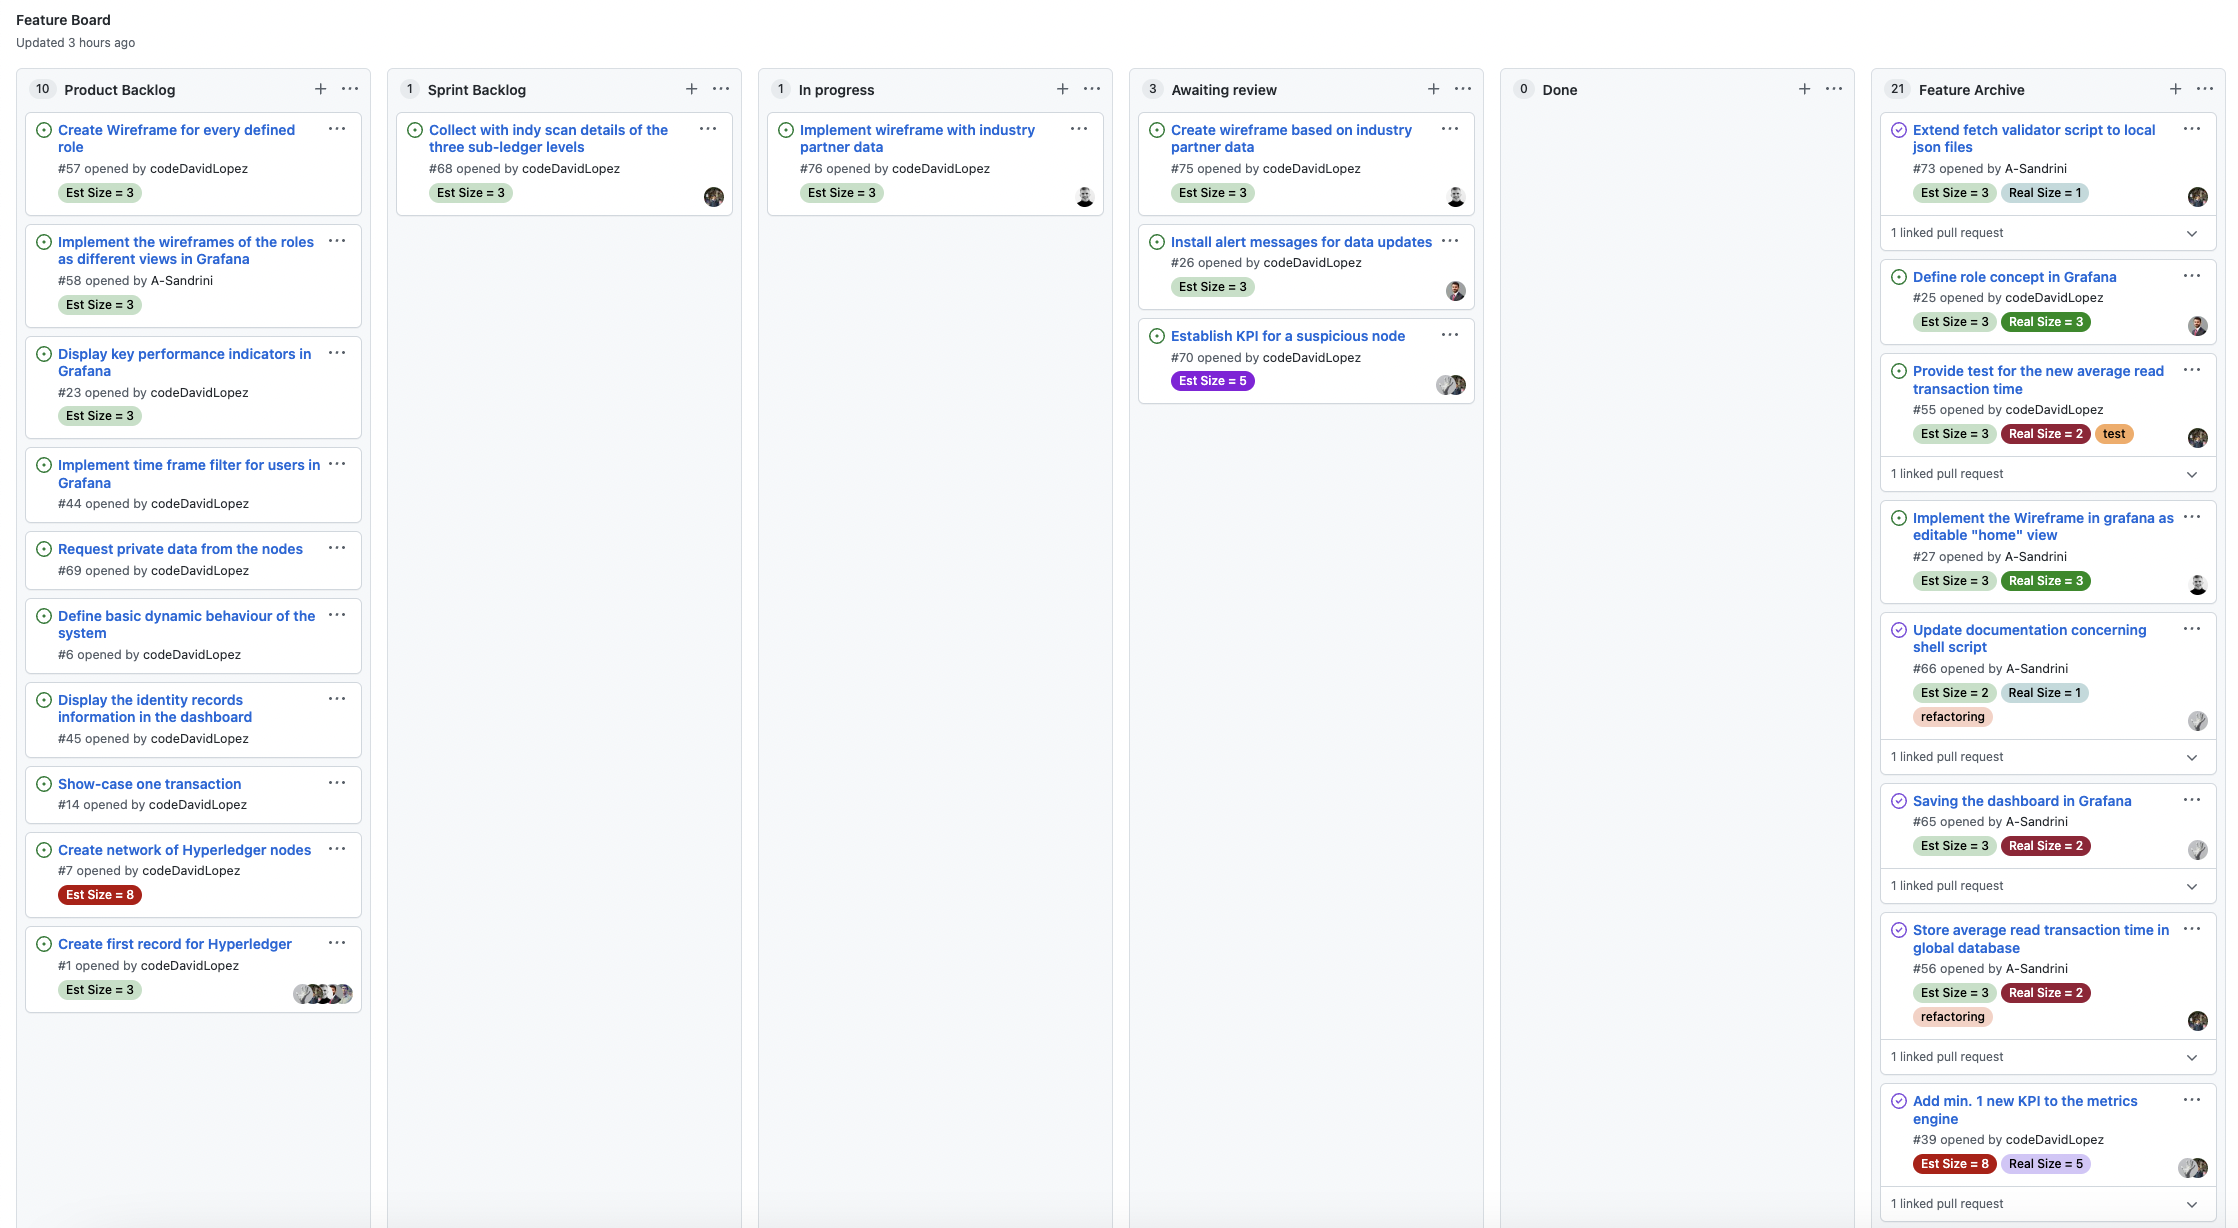 Feature Board
Updated 3 hours ago
10 Product Backlog
Create Wireframe for every defined
role
#57 opened by codeDavidLopez
Est Size = 3
Implement the wireframes of the roles
as different views in Grafana
#58 opened by A-Sandrini
Est Size = 3
Display key performance indicators in
Grafana
#23 opened by codeDavidLopez
Est Size = 3
Implement time frame filter for users in
Grafana
#44 opened by codeDavidLopez
Request private data from the nodes
#69 opened by codeDavidLopez
Define basic dynamic behaviour of the
system
#6 opened by codeDavidLopez
Display the identity records
information in the dashboard
#45 opened by codeDavidLopez
Show-case one transaction
#14 opened by codeDavidLopez
Create network of Hyperledger nodes
#7 opened by codeDavidLopez
Est Size = 8
Create first record for Hyperledger
#1 opened by codeDavidLopez
Est Size = 3
1 Sprint Backlog
Collect with indy scan details of the
three sub-ledger levels
#68 opened by codeDavidLopez
Est Size = 3
1 In progress
Implement wireframe with industry
partner data
#76 opened by codeDavidLopez
Est Size = 3
3 Awaiting review
Create wireframe based on industry
partner data
#75 opened by codeDavidLopez
Est Size = 3
Install alert messages for data updates
#26 opened by codeDavidLopez
Est Size = 3
Establish KPI for a suspicious node
#70 opened by codeDavidLopez
Est Size = 5
0 Done
21 Feature Archive
Extend fetch validator script to local
json files
#73 opened by A-Sandrini
Est Size = 3 Real Size = 1
1 linked pull request
Define role concept in Grafana
#25 opened by codeDavidLopez
Est Size = 3 Real Size = 3
Provide test for the new average read
transaction time
#55 opened by codeDavidLopez
Est Size = 3 Real Size = 2 test
1 linked pull request
Implement the Wireframe in grafana as
editable "home" view
#27 opened by A-Sandrini
Est Size = 3 Real Size = 3
Update documentation concerning
shell script
#66 opened by A-Sandrini
Est Size = 2 Real Size = 1
refactoring
1 linked pull request
Saving the dashboard in Grafana
#65 opened by A-Sandrini
Est Size = 3 Real Size = 2
1 linked pull request
Store average read transaction time in
global database
#56 opened by A-Sandrini
Est Size = 3 Real Size = 2
refactoring
1 linked pull request
Add min. 1 new KPI to the metrics
engine
#39 opened by codeDavidLopez
Est Size = 8 Real Size = 5
1 linked pull request